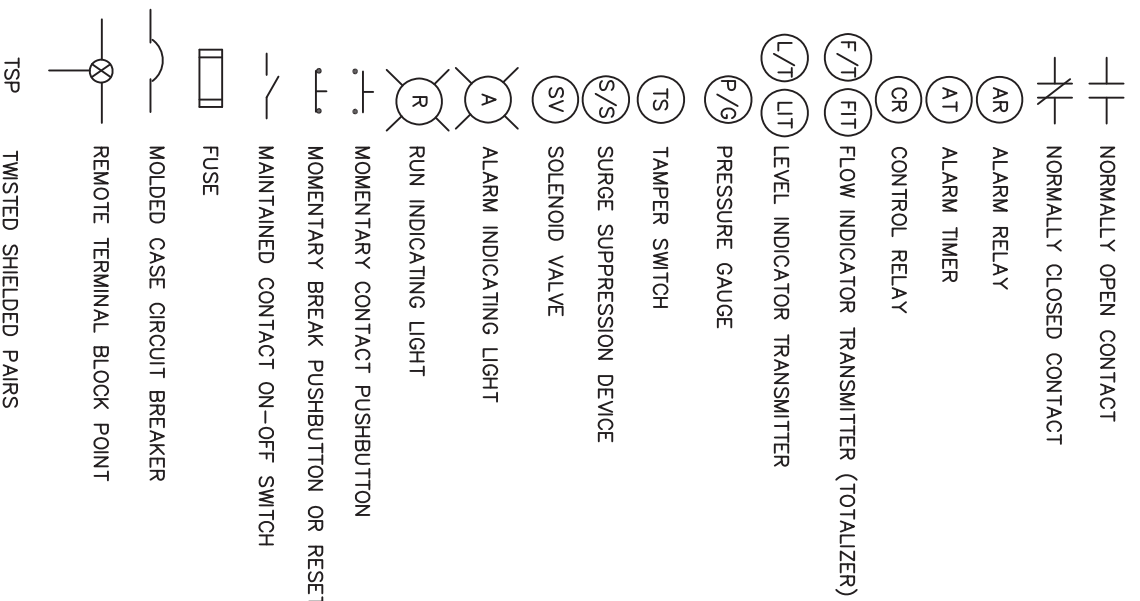 NORMALLY OPEN CONTACT
NORMALLY CLOSED CONTACT
AR ALARM RELAY
AT ALARM TIMER
CR CONTROL RELAY
F/T FIT FLOW INDICATOR TRANSMITTER (TOTALIZER)
L/T LIT LEVEL INDICATOR TRANSMITTER
P/G PRESSURE GAUGE
TS TAMPER SWITCH
S/S SURGE SUPPRESSION DEVICE
SV SOLENOID VALVE
A ALARM INDICATING LIGHT
R RUN INDICATING LIGHT
MOMENTARY CONTACT PUSHBUTTON
MOMENTARY BREAK PUSHBUTTON OR RESET
MAINTAINED CONTACT ON-OFF SWITCH
FUSE
MOLDED CASE CIRCUIT BREAKER
REMOTE TERMINAL BLOCK POINT
TSP TWISTED SHIELDED PAIRS